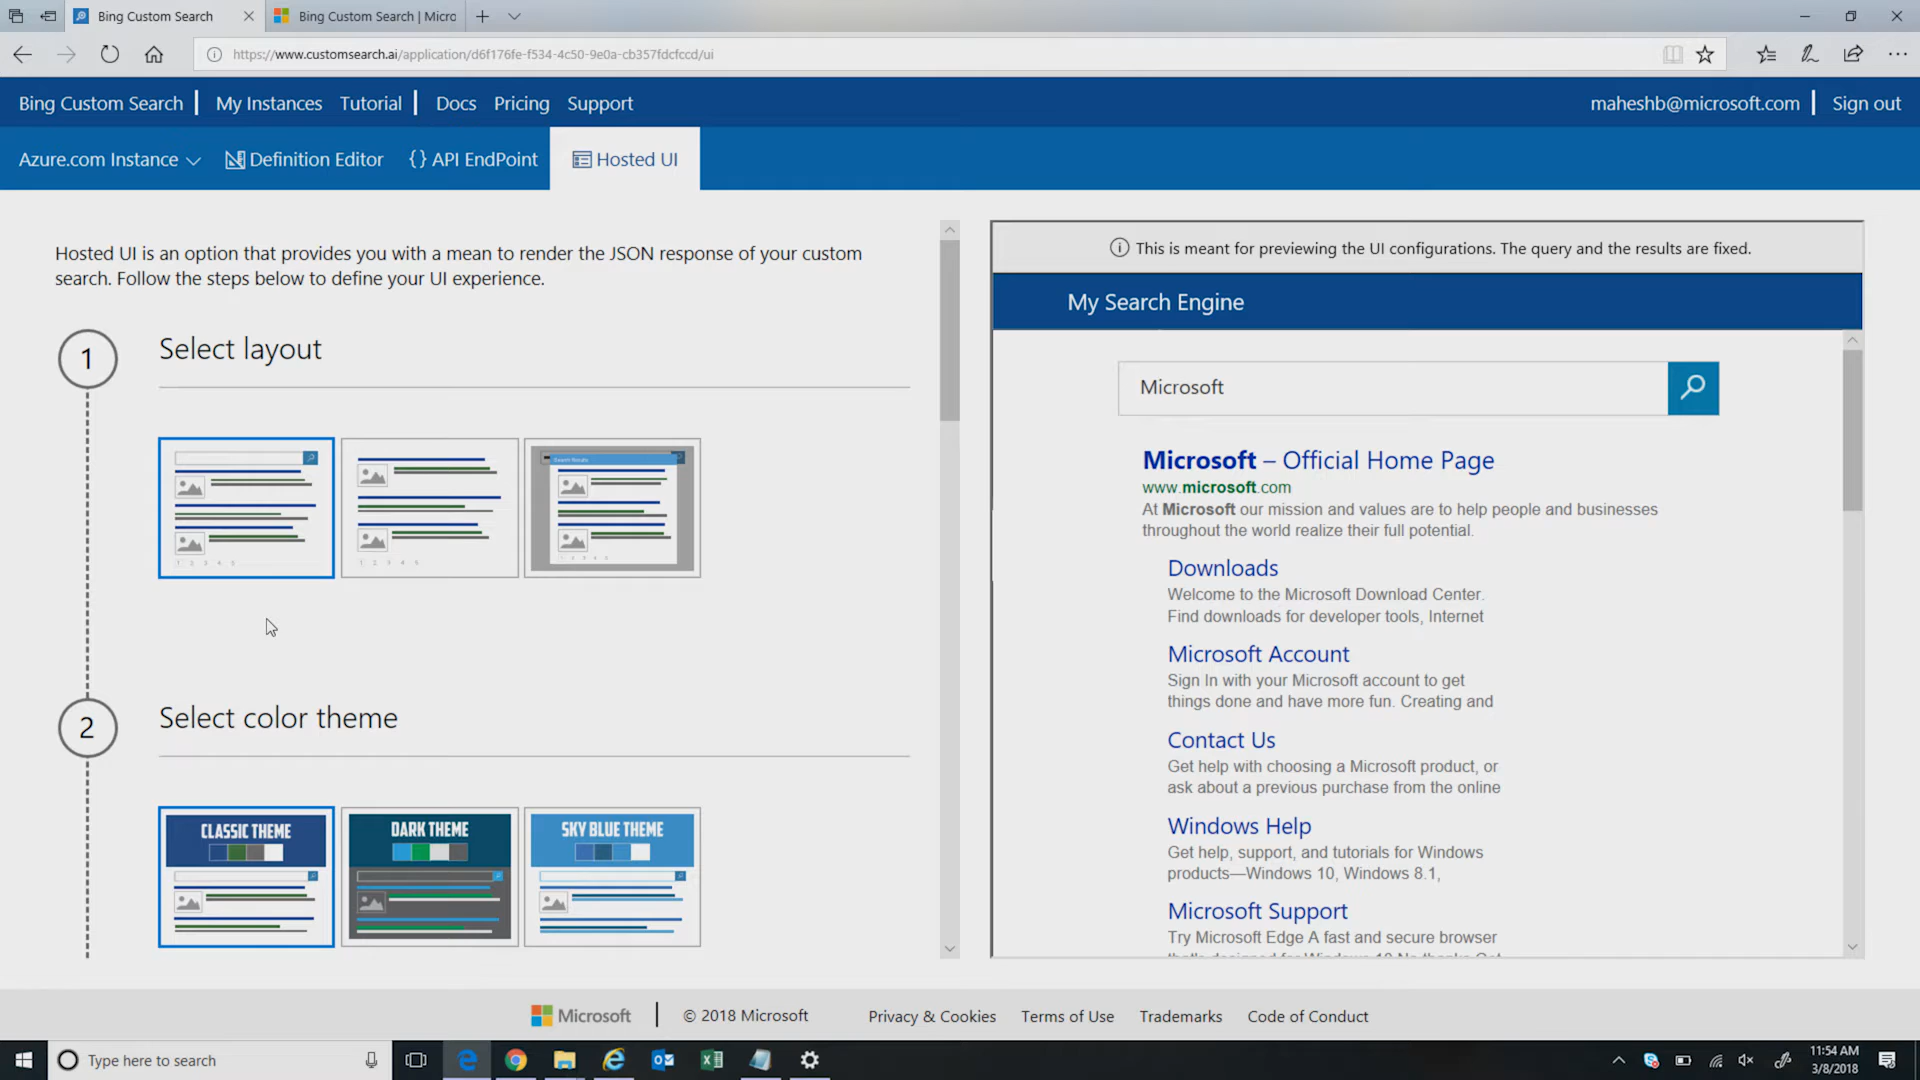 Bing Custom Search
Bing Custom Search | Micro
https://www.customsearch.ai/application/d6f176fe-f534-4c50-9e0a-cb357fdcfccd/ui
Bing Custom Search | My Instances Tutorial | Docs Pricing Support
maheshb@microsoft.com | Sign out
Azure.com Instance Definition Editor {} API EndPoint Hosted UI
Hosted UI is an option that provides you with a mean to render the JSON response of your custom
search. Follow the steps below to define your UI experience.
1 Select layout
Search Results
2 Select color theme
CLASSIC THEME DARK THEME SKY BLUE THEME
This is meant for previewing the UI configurations. The query and the results are fixed.
My Search Engine
Microsoft
Microsoft – Official Home Page
www.microsoft.com
At Microsoft our mission and values are to help people and businesses
throughout the world realize their full potential.
Downloads
Welcome to the Microsoft Download Center.
Find downloads for developer tools, Internet
Microsoft Account
Sign In with your Microsoft account to get
things done and have more fun. Creating and
Contact Us
Get help with choosing a Microsoft product, or
ask about a previous purchase from the online
Windows Help
Get help, support, and tutorials for Windows
products—Windows 10, Windows 8.1,
Microsoft Support
Try Microsoft Edge A fast and secure browser
that's designed for Windows 10 No thanks Get
Microsoft | © 2018 Microsoft Privacy & Cookies Terms of Use Trademarks Code of Conduct
Type here to search
11:54 AM
3/8/2018